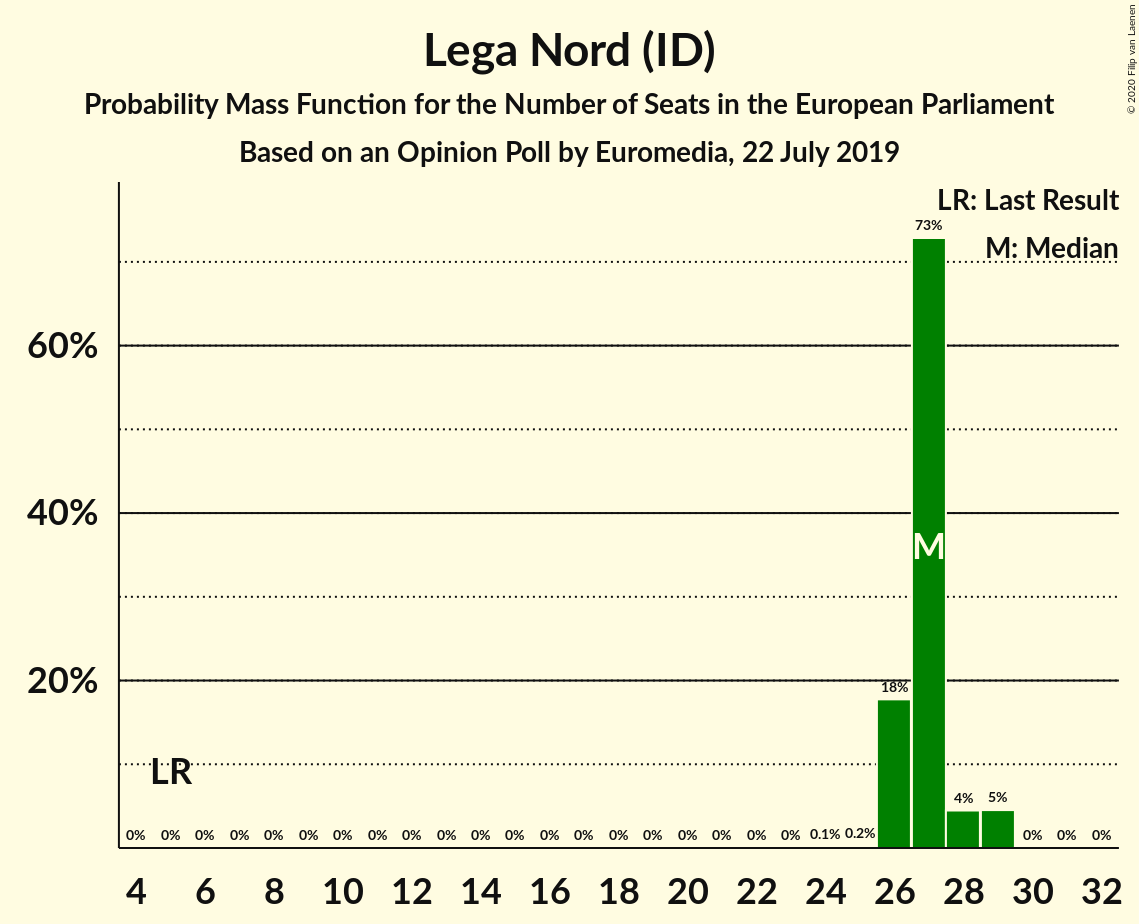 Lega Nord (ID)
Probability Mass Function for the Number of Seats in the European Parliament
Based on an Opinion Poll by Euromedia, 22 July 2019
© 2020 Filip van Laenen
LR: Last Result
M: Median
60%
40%
20%
LR
M
0% 0% 0% 0% 0% 0% 0% 0% 0% 0% 0% 0% 0% 0% 0% 0% 0% 0% 0% 0% 0.1% 0.2% 18% 73% 4% 5% 0% 0% 0%
4 6 8 10 12 14 16 18 20 22 24 26 28 30 32